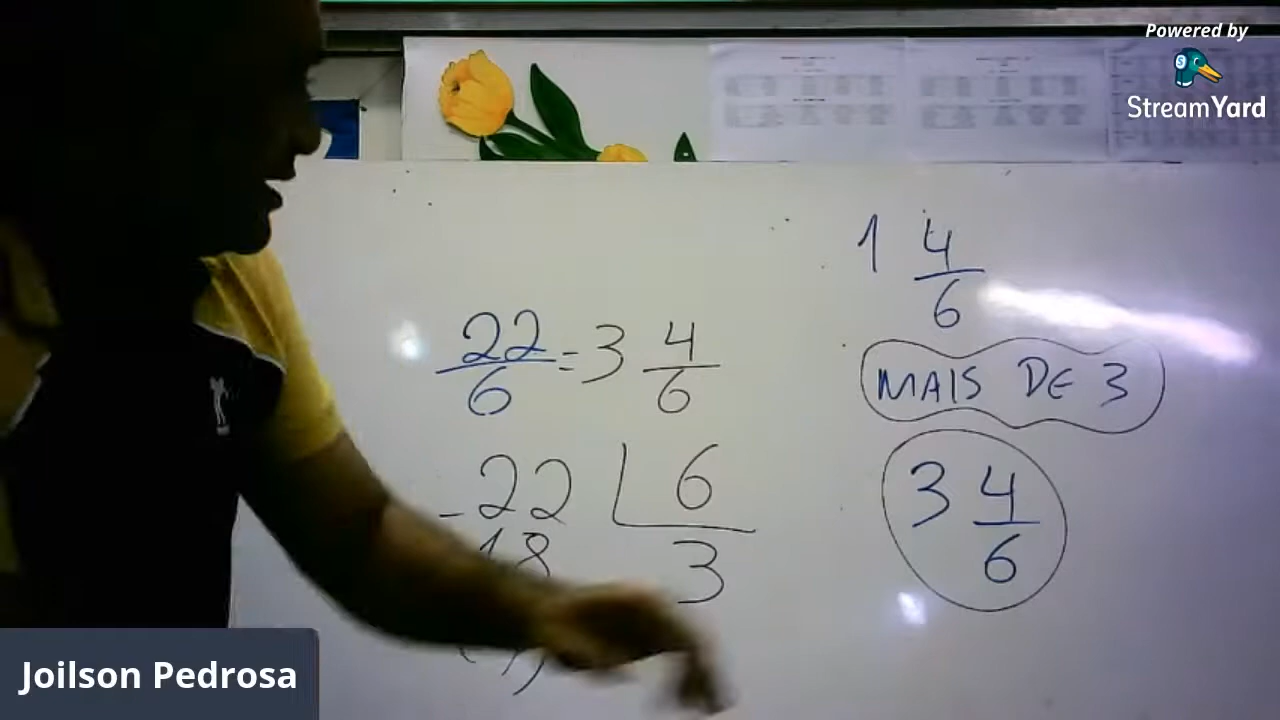 Powered by
StreamYard
1 4/6
22/6 = 3 4/6
MAIS DE 3
- 22 6
18 3
3 4/6
Joilson Pedrosa